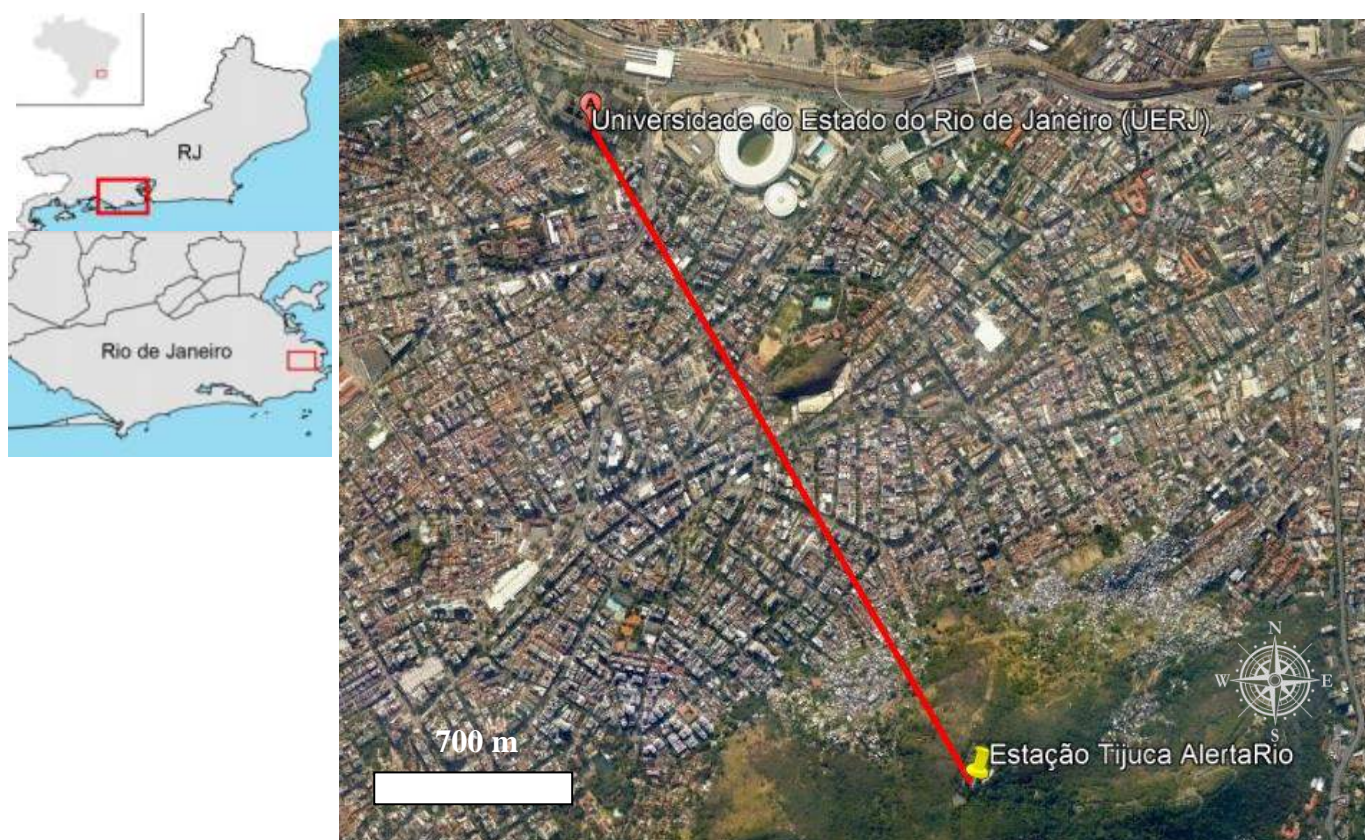 RJ
Rio de Janeiro
A
Universidade do Estado do Rio de Janeiro (UERJ)
N
W
E
S
700 m
Estação Tijuca AlertaRio